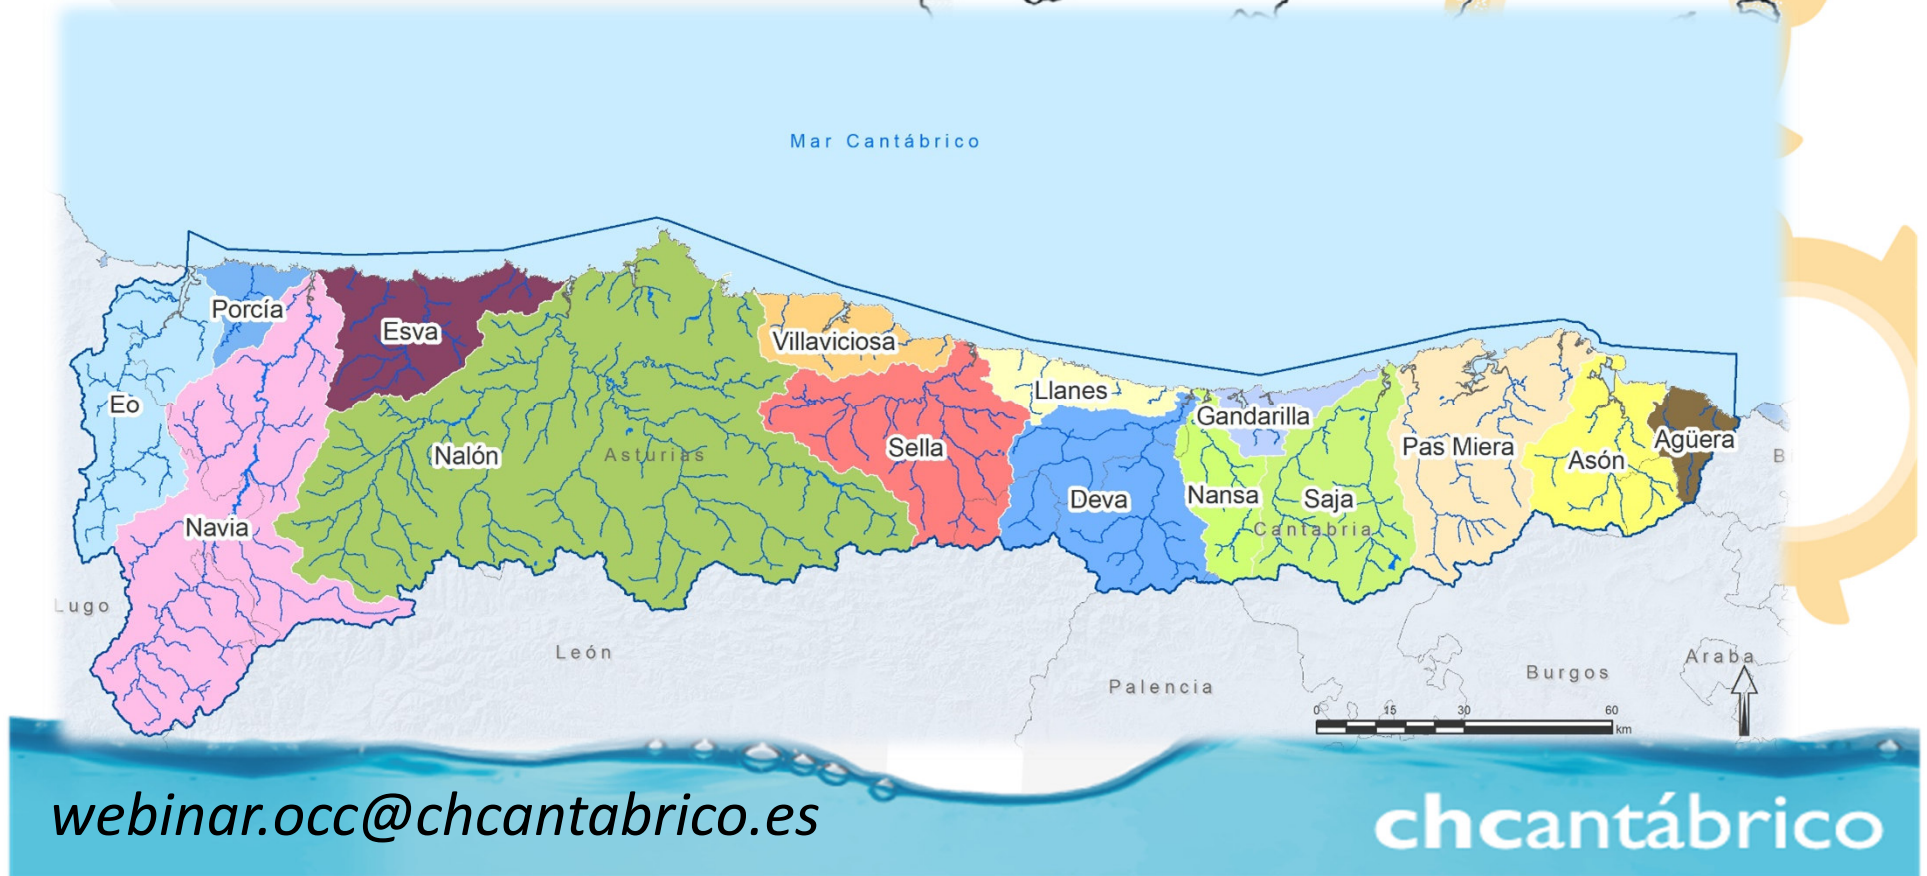 Mar Cantábrico
Porcía
Esva
Villaviciosa
Eo
Llanes
Gandarilla
Nalón
Asturias
Sella
Pas Miera
Asón
Agüera
Deva
Nansa
Saja
Navia
Cantabria
Lugo
León
Palencia
Burgos
Araba
0 15 30 60
km
webinar.occ@chcantabrico.es
chcantábrico